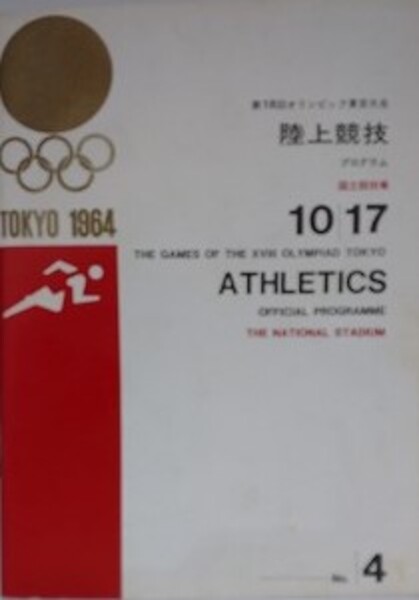 TOKYO 1964
第18回オリンピック東京大会
陸上競技
プログラム
国立競技場
10|17
THE GAMES OF THE XVIII OLYMPIAD TOKYO
ATHLETICS
OFFICIAL PROGRAMME
THE NATIONAL STADIUM
No. 4